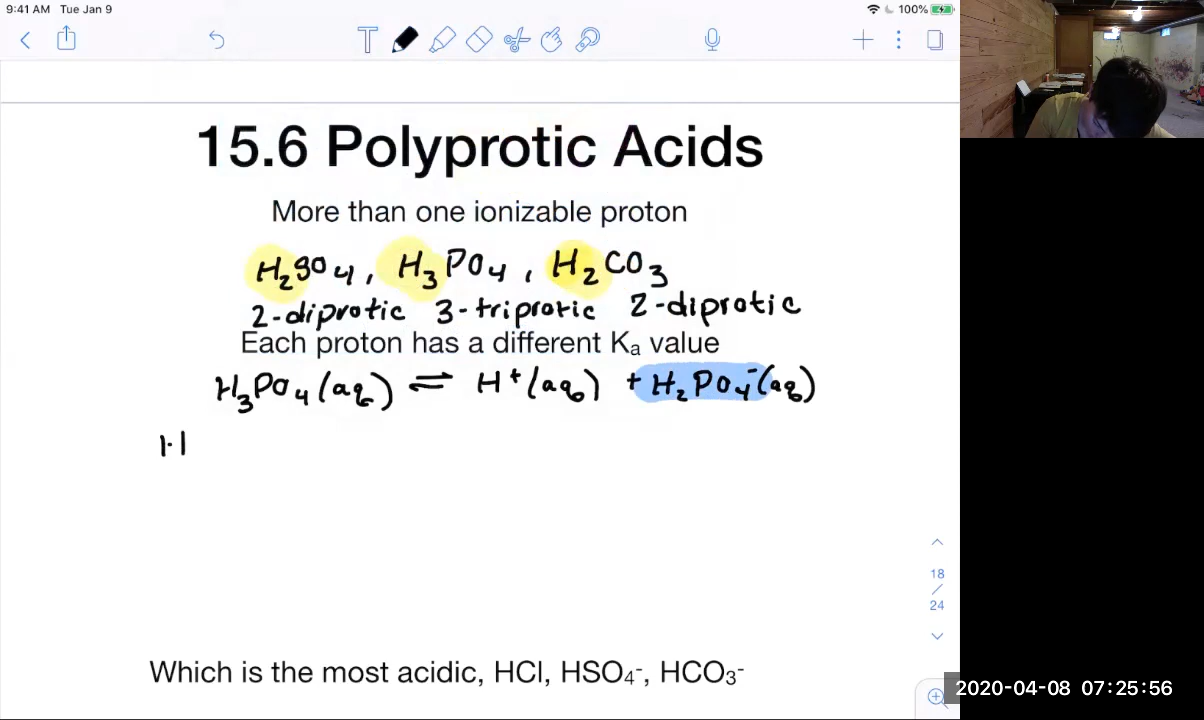 9:41 AM Tue Jan 9
100%
15.6 Polyprotic Acids
More than one ionizable proton
H₂SO₄, H₃PO₄, H₂CO₃
2-diprotic 3-triprotic 2-diprotic
Each proton has a different Kₐ value
H₃PO₄(aq) ⇌ H⁺(aq) + H₂PO₄⁻(aq)
H
18
/
24
Which is the most acidic, HCl, HSO₄⁻, HCO₃⁻
2020-04-08 07:25:56